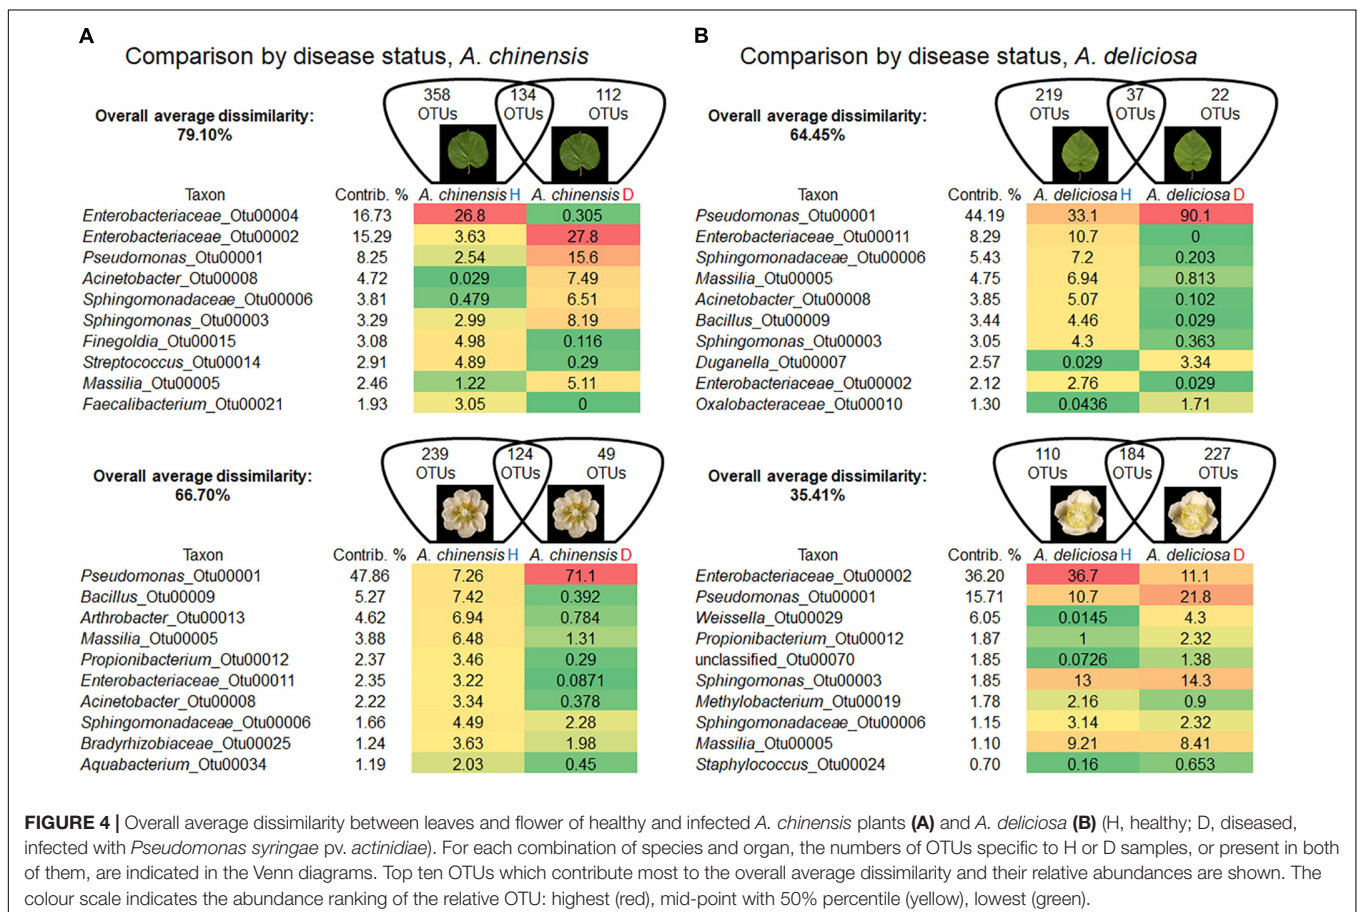 A
Comparison by disease status, A. chinensis
Overall average dissimilarity:
79.10%
358 OTUs 134 OTUs 112 OTUs
Taxon Contrib. % A. chinensis H A. chinensis D
Enterobacteriaceae_Otu00004 16.73 26.8 0.305
Enterobacteriaceae_Otu00002 15.29 3.63 27.8
Pseudomonas_Otu00001 8.25 2.54 15.6
Acinetobacter_Otu00008 4.72 0.029 7.49
Sphingomonadaceae_Otu00006 3.81 0.479 6.51
Sphingomonas_Otu00003 3.29 2.99 8.19
Finegoldia_Otu00015 3.08 4.98 0.116
Streptococcus_Otu00014 2.91 4.89 0.29
Massilia_Otu00005 2.46 1.22 5.11
Faecalibacterium_Otu00021 1.93 3.05 0
Overall average dissimilarity:
66.70%
239 OTUs 124 OTUs 49 OTUs
Taxon Contrib. % A. chinensis H A. chinensis D
Pseudomonas_Otu00001 47.86 7.26 71.1
Bacillus_Otu00009 5.27 7.42 0.392
Arthrobacter_Otu00013 4.62 6.94 0.784
Massilia_Otu00005 3.88 6.48 1.31
Propionibacterium_Otu00012 2.37 3.46 0.29
Enterobacteriaceae_Otu00011 2.35 3.22 0.0871
Acinetobacter_Otu00008 2.22 3.34 0.378
Sphingomonadaceae_Otu00006 1.66 4.49 2.28
Bradyrhizobiaceae_Otu00025 1.24 3.63 1.98
Aquabacterium_Otu00034 1.19 2.03 0.45
B
Comparison by disease status, A. deliciosa
Overall average dissimilarity:
64.45%
219 OTUs 37 OTUs 22 OTUs
Taxon Contrib. % A. deliciosa H A. deliciosa D
Pseudomonas_Otu00001 44.19 33.1 90.1
Enterobacteriaceae_Otu00011 8.29 10.7 0
Sphingomonadaceae_Otu00006 5.43 7.2 0.203
Massilia_Otu00005 4.75 6.94 0.813
Acinetobacter_Otu00008 3.85 5.07 0.102
Bacillus_Otu00009 3.44 4.46 0.029
Sphingomonas_Otu00003 3.05 4.3 0.363
Duganella_Otu00007 2.57 0.029 3.34
Enterobacteriaceae_Otu00002 2.12 2.76 0.029
Oxalobacteraceae_Otu00010 1.30 0.0436 1.71
Overall average dissimilarity:
35.41%
110 OTUs 184 OTUs 227 OTUs
Taxon Contrib. % A. deliciosa H A. deliciosa D
Enterobacteriaceae_Otu00002 36.20 36.7 11.1
Pseudomonas_Otu00001 15.71 10.7 21.8
Weissella_Otu00029 6.05 0.0145 4.3
Propionibacterium_Otu00012 1.87 1 2.32
unclassified_Otu00070 1.85 0.0726 1.38
Sphingomonas_Otu00003 1.85 13 14.3
Methylobacterium_Otu00019 1.78 2.16 0.9
Sphingomonadaceae_Otu00006 1.15 3.14 2.32
Massilia_Otu00005 1.10 9.21 8.41
Staphylococcus_Otu00024 0.70 0.16 0.653
FIGURE 4 | Overall average dissimilarity between leaves and flower of healthy and infected A. chinensis plants (A) and A. deliciosa (B) (H, healthy; D, diseased,
infected with Pseudomonas syringae pv. actinidiae). For each combination of species and organ, the numbers of OTUs specific to H or D samples, or present in both
of them, are indicated in the Venn diagrams. Top ten OTUs which contribute most to the overall average dissimilarity and their relative abundances are shown. The
colour scale indicates the abundance ranking of the relative OTU: highest (red), mid-point with 50% percentile (yellow), lowest (green).